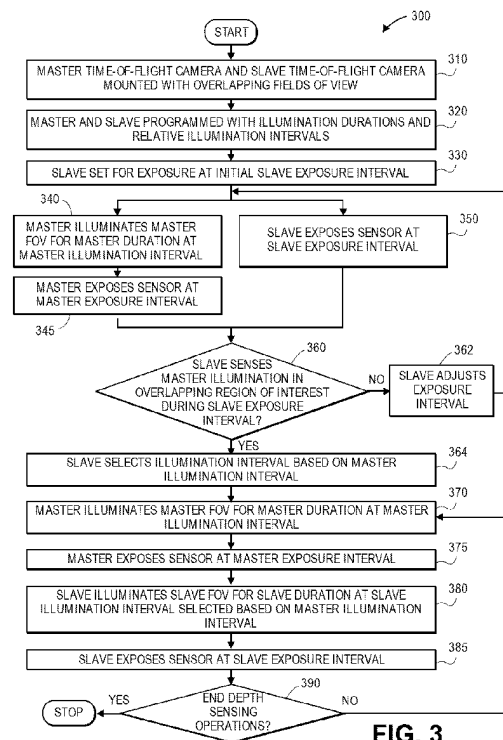 300
START
310
MASTER TIME-OF-FLIGHT CAMERA AND SLAVE TIME-OF-FLIGHT CAMERA
MOUNTED WITH OVERLAPPING FIELDS OF VIEW
320
MASTER AND SLAVE PROGRAMMED WITH ILLUMINATION DURATIONS AND
RELATIVE ILLUMINATION INTERVALS
330
SLAVE SET FOR EXPOSURE AT INITIAL SLAVE EXPOSURE INTERVAL
340
MASTER ILLUMINATES MASTER
FOV FOR MASTER DURATION AT
MASTER ILLUMINATION INTERVAL
350
SLAVE EXPOSES SENSOR AT
SLAVE EXPOSURE INTERVAL
MASTER EXPOSES SENSOR AT
MASTER EXPOSURE INTERVAL
345
360
SLAVE SENSES
MASTER ILLUMINATION IN
OVERLAPPING REGION OF INTEREST
DURING SLAVE EXPOSURE
INTERVAL?
NO
362
SLAVE ADJUSTS
EXPOSURE
INTERVAL
YES
364
SLAVE SELECTS ILLUMINATION INTERVAL BASED ON MASTER
ILLUMINATION INTERVAL
370
MASTER ILLUMINATES MASTER FOV FOR MASTER DURATION AT MASTER
ILLUMINATION INTERVAL
375
MASTER EXPOSES SENSOR AT MASTER EXPOSURE INTERVAL
380
SLAVE ILLUMINATES SLAVE FOV FOR SLAVE DURATION AT SLAVE
ILLUMINATION INTERVAL SELECTED BASED ON MASTER ILLUMINATION
INTERVAL
385
SLAVE EXPOSES SENSOR AT SLAVE EXPOSURE INTERVAL
390
END DEPTH
SENSING
OPERATIONS?
YES
NO
STOP
FIG. 3